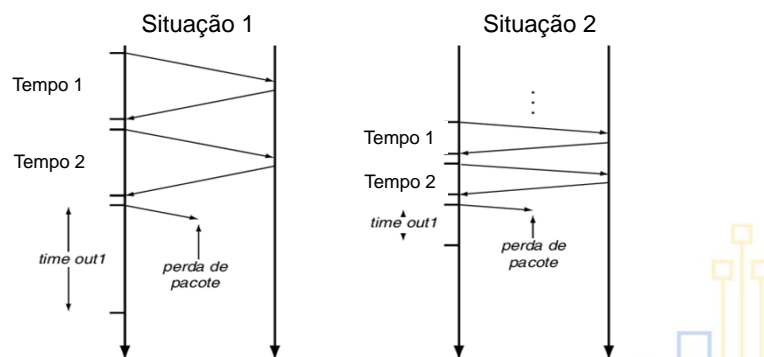 Situação 1
Tempo 1
Tempo 2
time out1
perda de
pacote
Situação 2
Tempo 1
Tempo 2
time out1
perda de
pacote